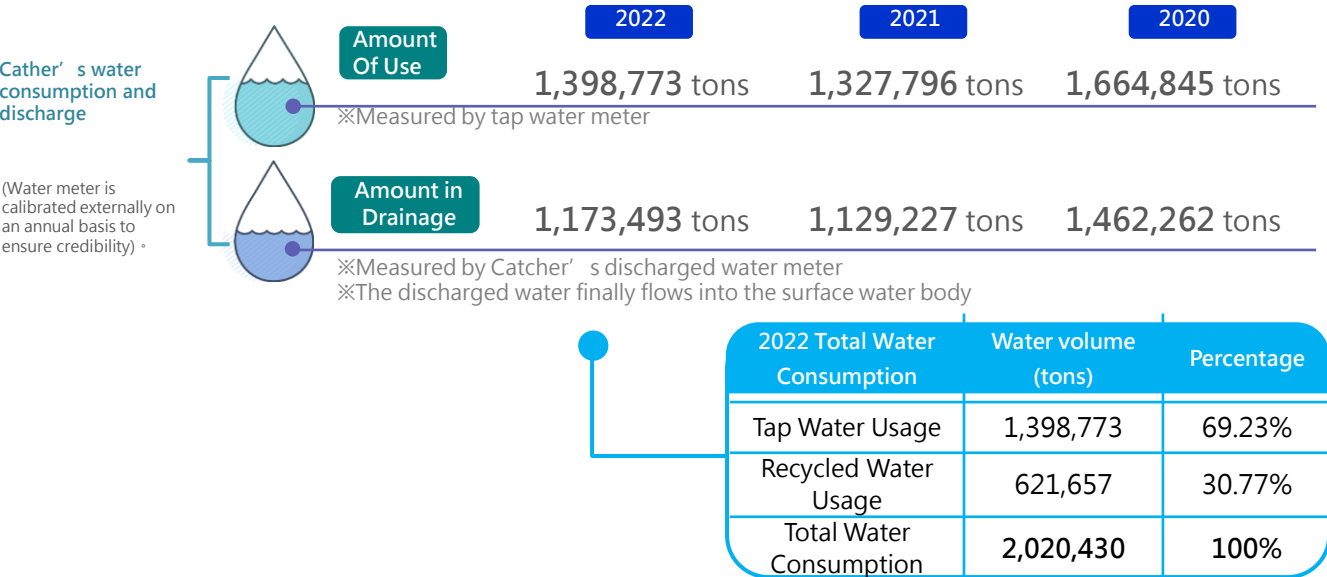 2022
2021
2020
Cather’s water
consumption and
discharge
(Water meter is
calibrated externally on
an annual basis to
ensure credibility)。
Amount
Of Use
1,398,773 tons
1,327,796 tons
1,664,845 tons
※Measured by tap water meter
Amount in
Drainage
1,173,493 tons
1,129,227 tons
1,462,262 tons
※Measured by Catcher’s discharged water meter
※The discharged water finally flows into the surface water body
2022 Total Water
Consumption
Water volume
(tons)
Percentage
Tap Water Usage
1,398,773
69.23%
Recycled Water
Usage
621,657
30.77%
Total Water
Consumption
2,020,430
100%